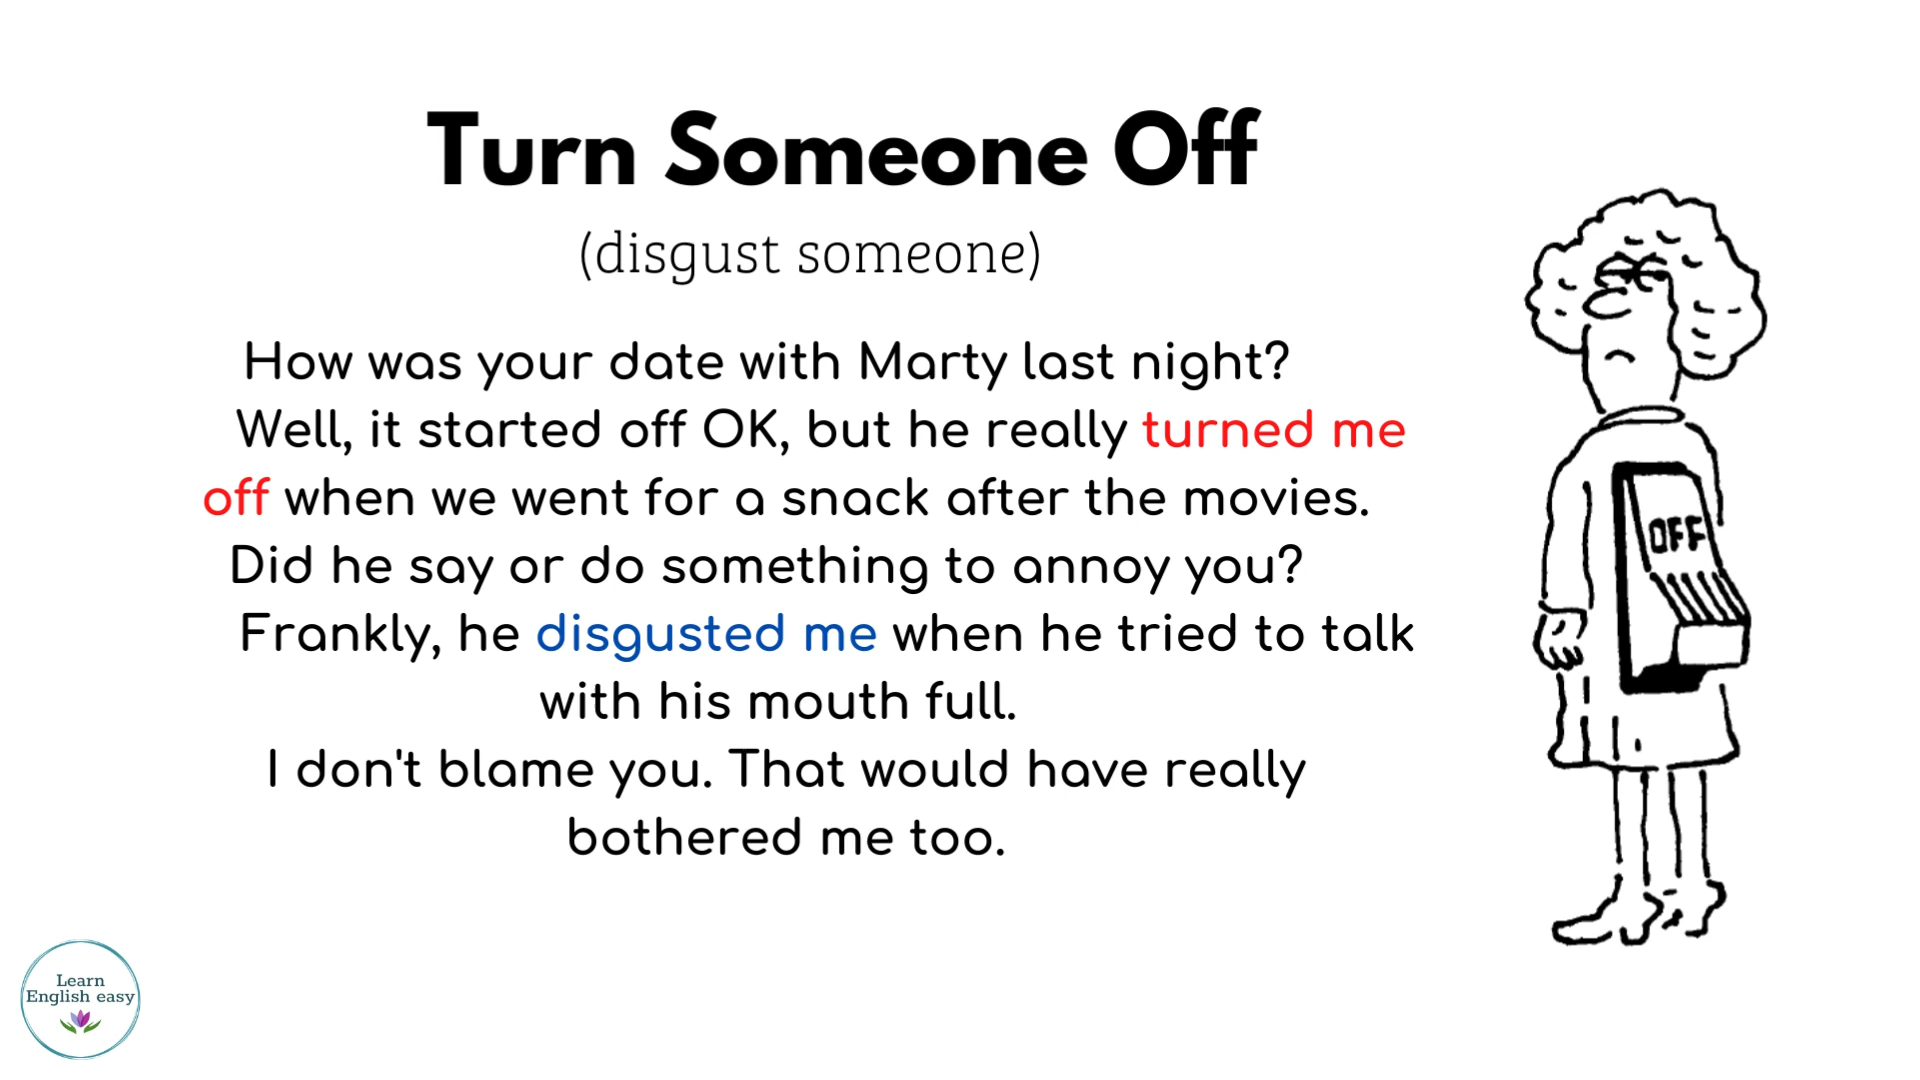 Turn Someone Off
(disgust someone)
How was your date with Marty last night?
Well, it started off OK, but he really turned me
off when we went for a snack after the movies.
Did he say or do something to annoy you?
Frankly, he disgusted me when he tried to talk
with his mouth full.
I don't blame you. That would have really
bothered me too.
OFF
Learn
English easy